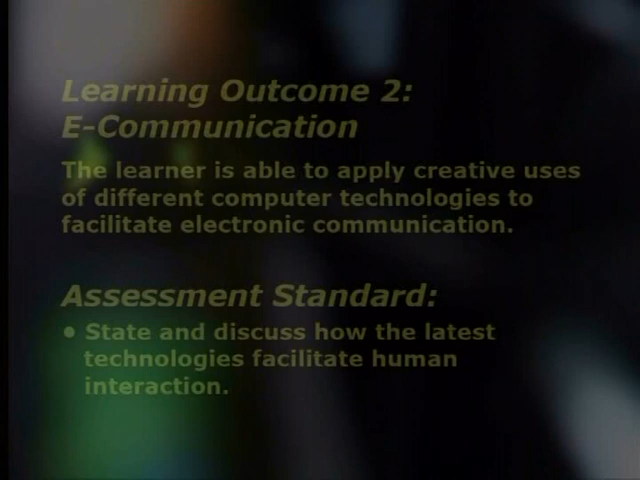 Learning Outcome 2:
E-Communication
The learner is able to apply creative uses
of different computer technologies to
facilitate electronic communication.
Assessment Standard:
• State and discuss how the latest
technologies facilitate human
interaction.